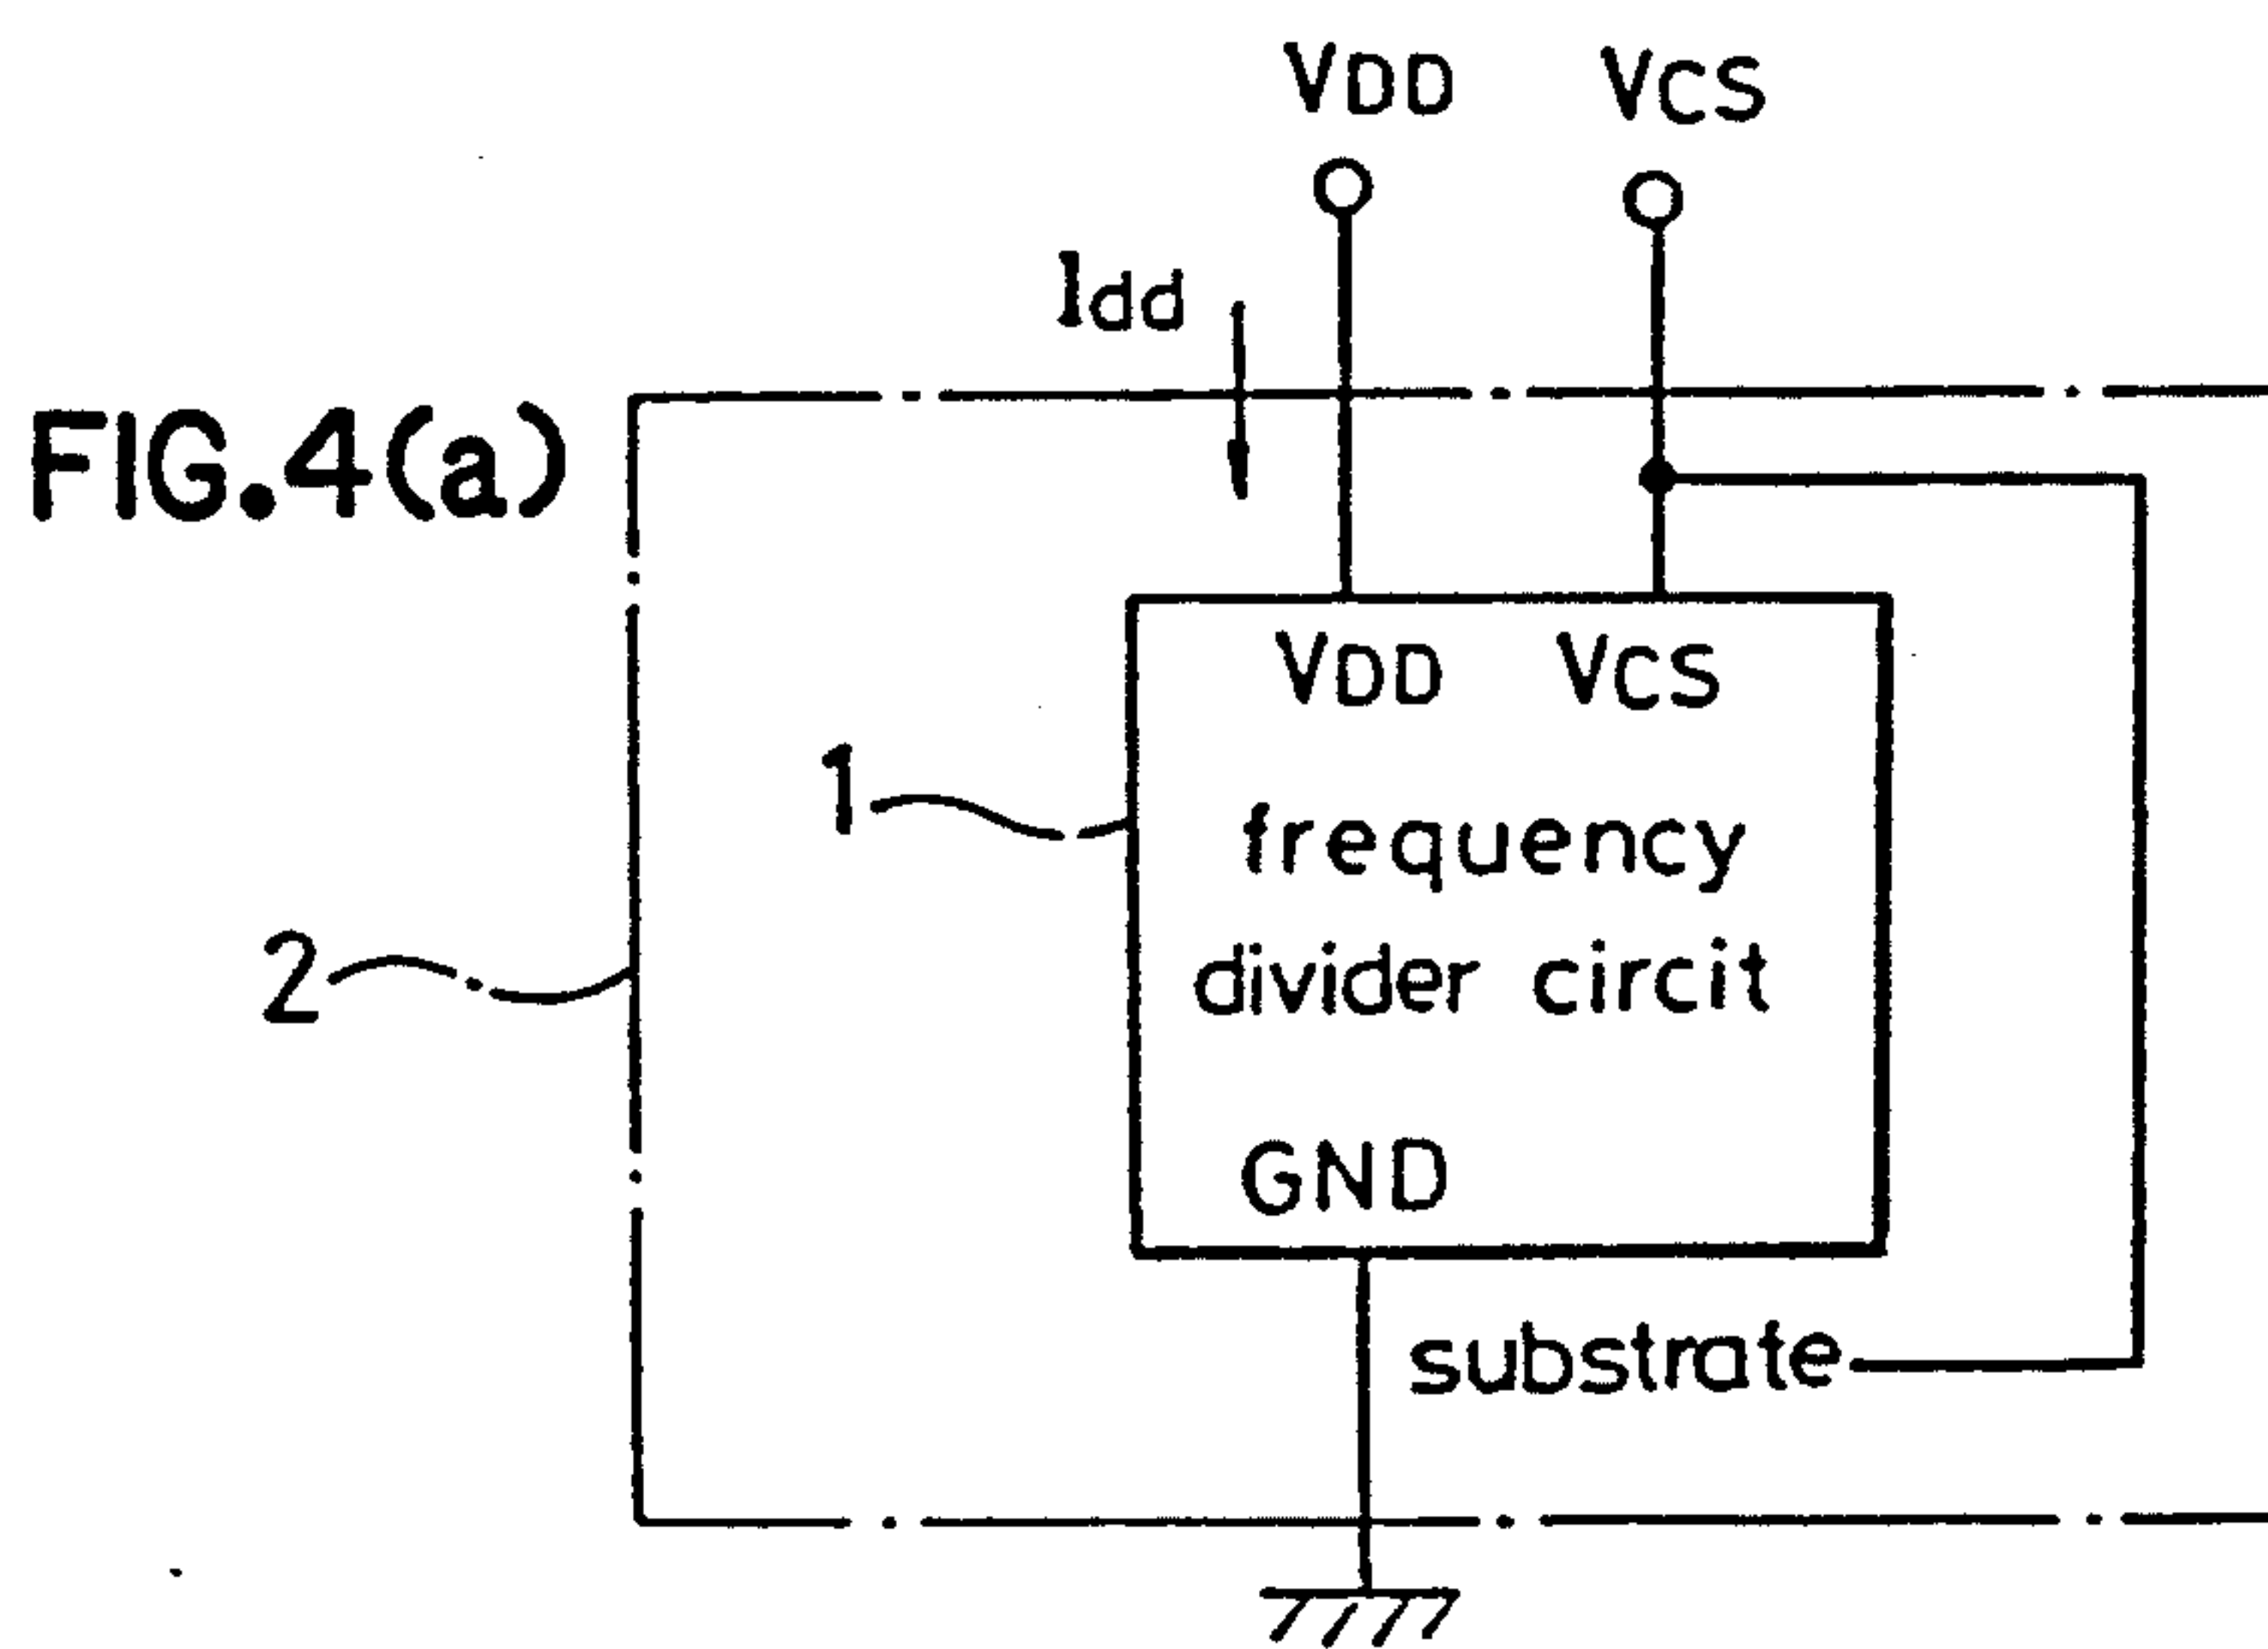 VDD VCS
Idd
FIG.4(a)
VDD VCS
1
frequency
2
divider circit
GND
substrate